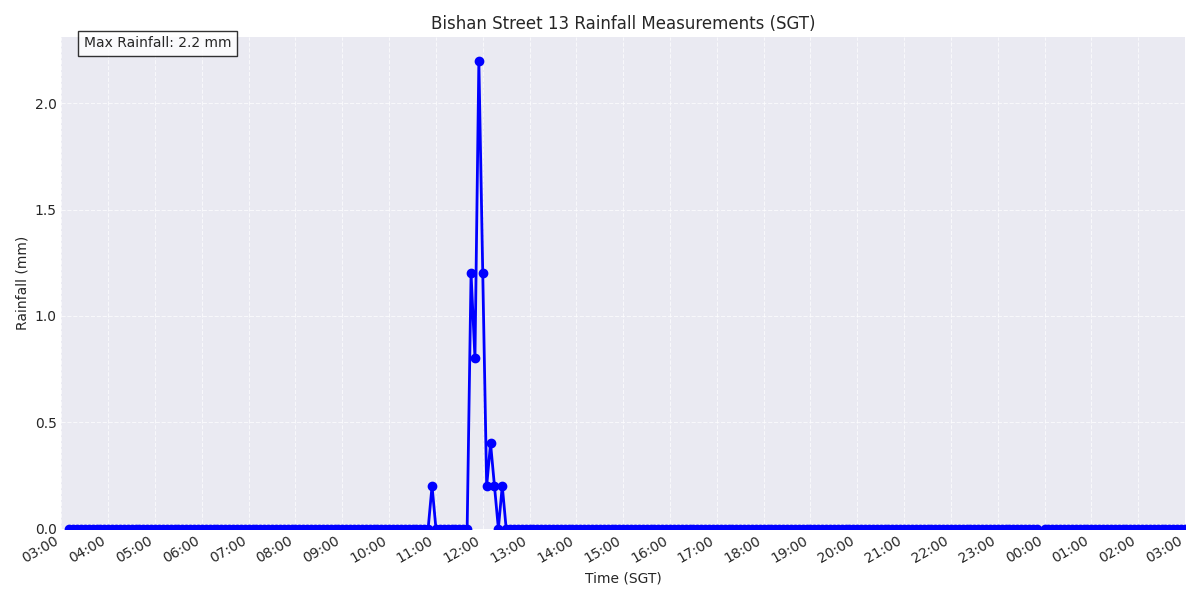 Bishan Street 13 Rainfall Measurements (SGT)
Max Rainfall: 2.2 mm
Rainfall (mm)
2.0
1.5
1.0
0.5
0.0
03:00 04:00 05:00 06:00 07:00 08:00 09:00 10:00 11:00 12:00 13:00 14:00 15:00 16:00 17:00 18:00 19:00 20:00 21:00 22:00 23:00 00:00 01:00 02:00 03:00
Time (SGT)